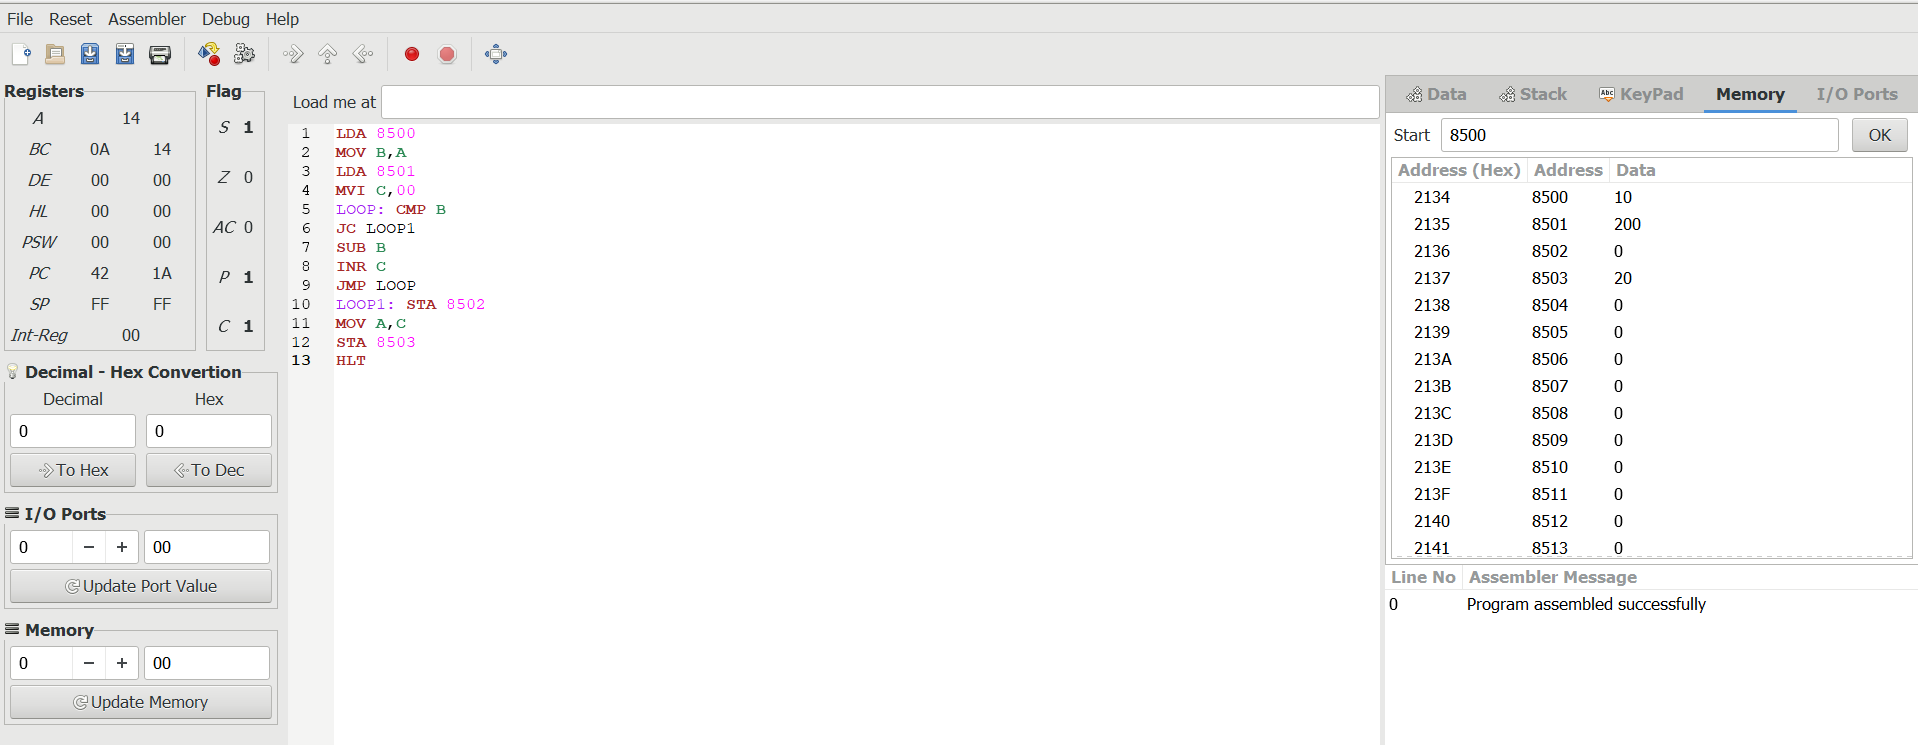 File Reset Assembler Debug Help
Registers
A 14
BC 0A 14
DE 00 00
HL 00 00
PSW 00 00
PC 42 1A
SP FF FF
Int-Reg 00
Flag
S 1
Z 0
AC 0
P 1
C 1
Decimal - Hex Convertion
Decimal Hex
0 0
To Hex To Dec
I/O Ports
0 − + 00
Update Port Value
Memory
0 − + 00
Update Memory
Load me at
1 LDA 8500
2 MOV B,A
3 LDA 8501
4 MVI C,00
5 LOOP: CMP B
6 JC LOOP1
7 SUB B
8 INR C
9 JMP LOOP
10 LOOP1: STA 8502
11 MOV A,C
12 STA 8503
13 HLT
Data Stack Abc KeyPad Memory I/O Ports
Start 8500 OK
Address (Hex) Address Data
2134 8500 10
2135 8501 200
2136 8502 0
2137 8503 20
2138 8504 0
2139 8505 0
213A 8506 0
213B 8507 0
213C 8508 0
213D 8509 0
213E 8510 0
213F 8511 0
2140 8512 0
2141 8513 0
Line No Assembler Message
0 Program assembled successfully